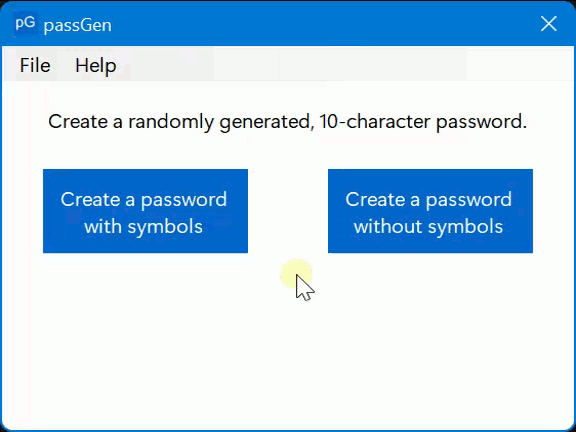 pG passGen
File Help
Create a randomly generated, 10-character password.
Create a password
with symbols
Create a password
without symbols